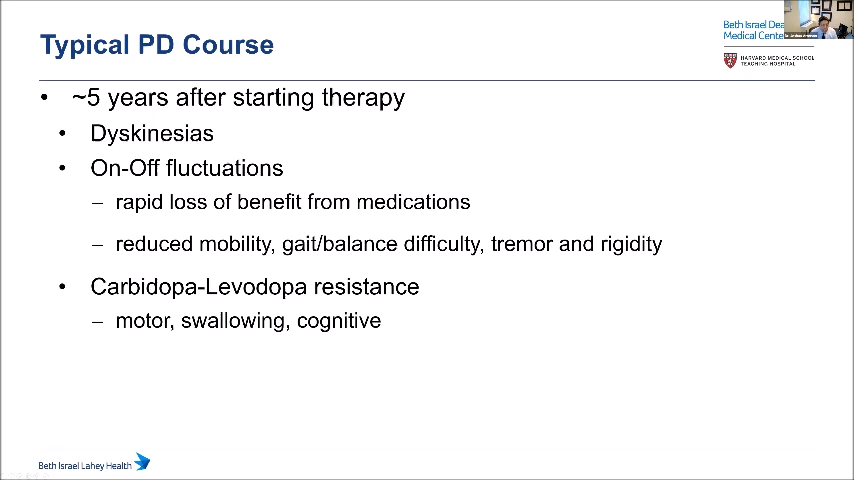 Typical PD Course
Beth Israel Dea
Medical Center
HARVARD MEDICAL SCHOOL
TEACHING HOSPITAL
• ~5 years after starting therapy
• Dyskinesias
• On-Off fluctuations
– rapid loss of benefit from medications
– reduced mobility, gait/balance difficulty, tremor and rigidity
• Carbidopa-Levodopa resistance
– motor, swallowing, cognitive
Beth Israel Lahey Health